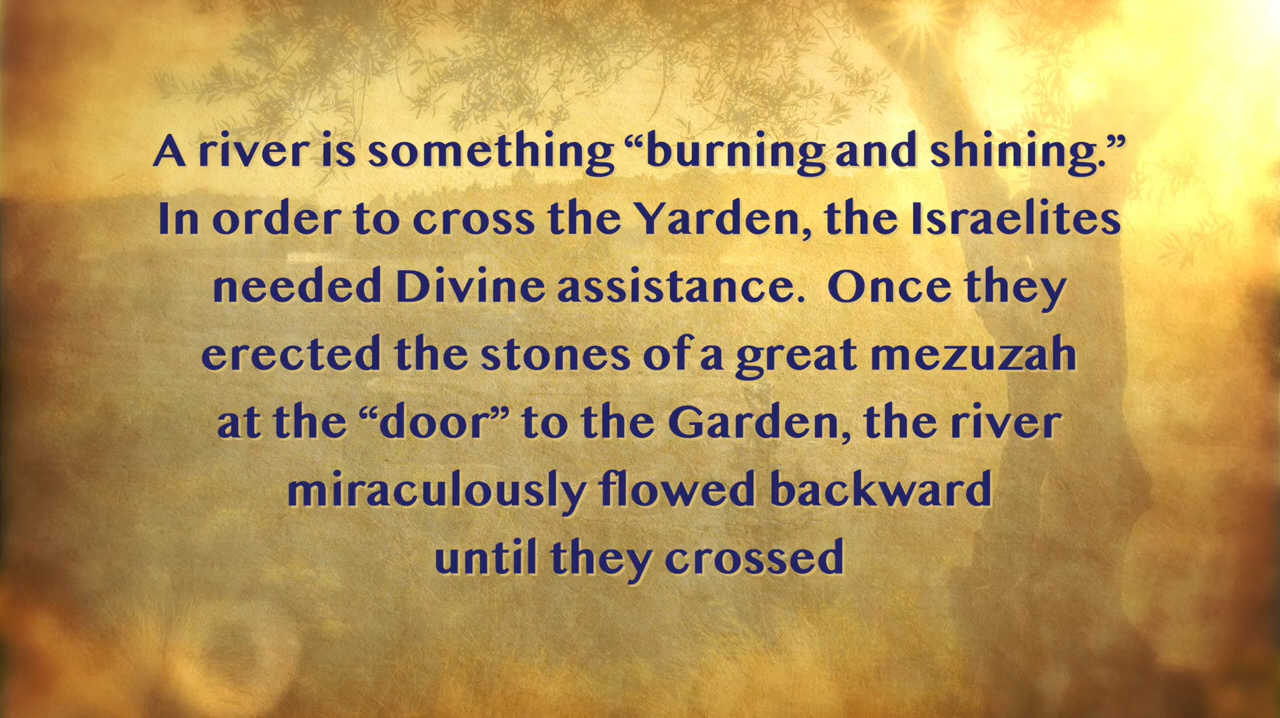 A river is something “burning and shining.”
In order to cross the Yarden, the Israelites
needed Divine assistance.  Once they
erected the stones of a great mezuzah
at the “door” to the Garden, the river
miraculously flowed backward
until they crossed